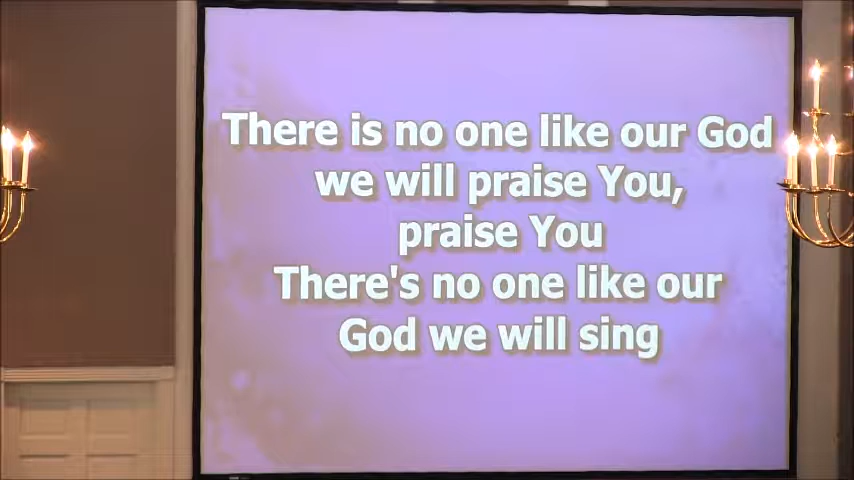 There is no one like our God
we will praise You,
praise You
There's no one like our
God we will sing